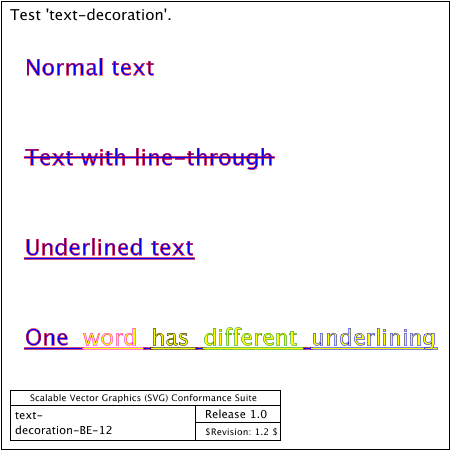 Test 'text-decoration'.
Normal text
Text with line-through
Underlined text
One word has different underlining
Scalable Vector Graphics (SVG) Conformance Suite
text-
decoration-BE-12
Release 1.0
$Revision: 1.2 $